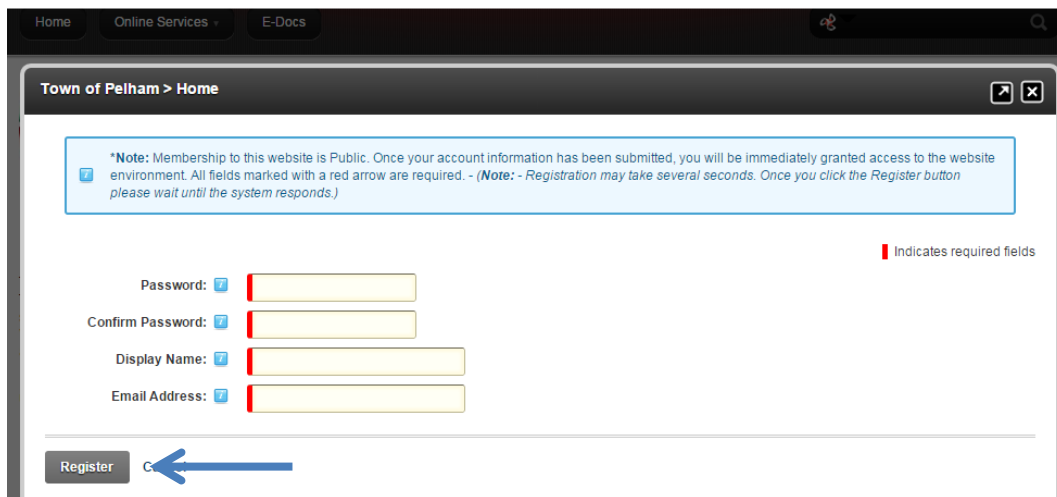 Home Online Services E-Docs
Town of Pelham > Home
*Note: Membership to this website is Public. Once your account information has been submitted, you will be immediately granted access to the website
environment. All fields marked with a red arrow are required. - (Note: - Registration may take several seconds. Once you click the Register button
please wait until the system responds.)
Indicates required fields
Password:
Confirm Password:
Display Name:
Email Address:
Register